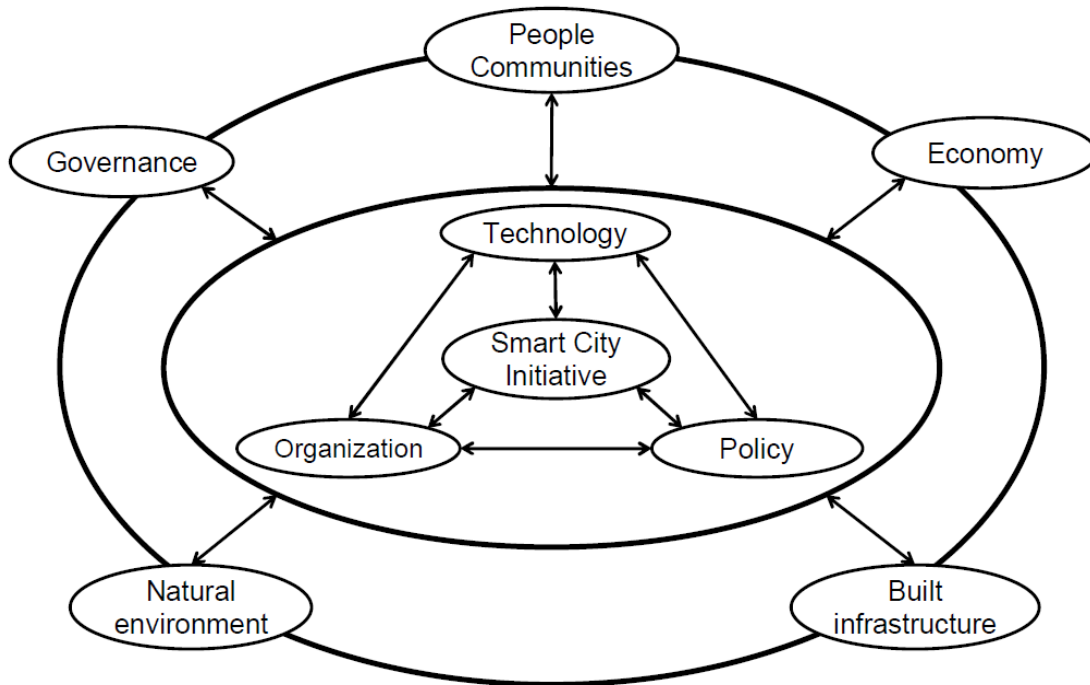 People
Communities
Governance
Economy
Technology
Smart City
Initiative
Organization
Policy
Natural
environment
Built
infrastructure